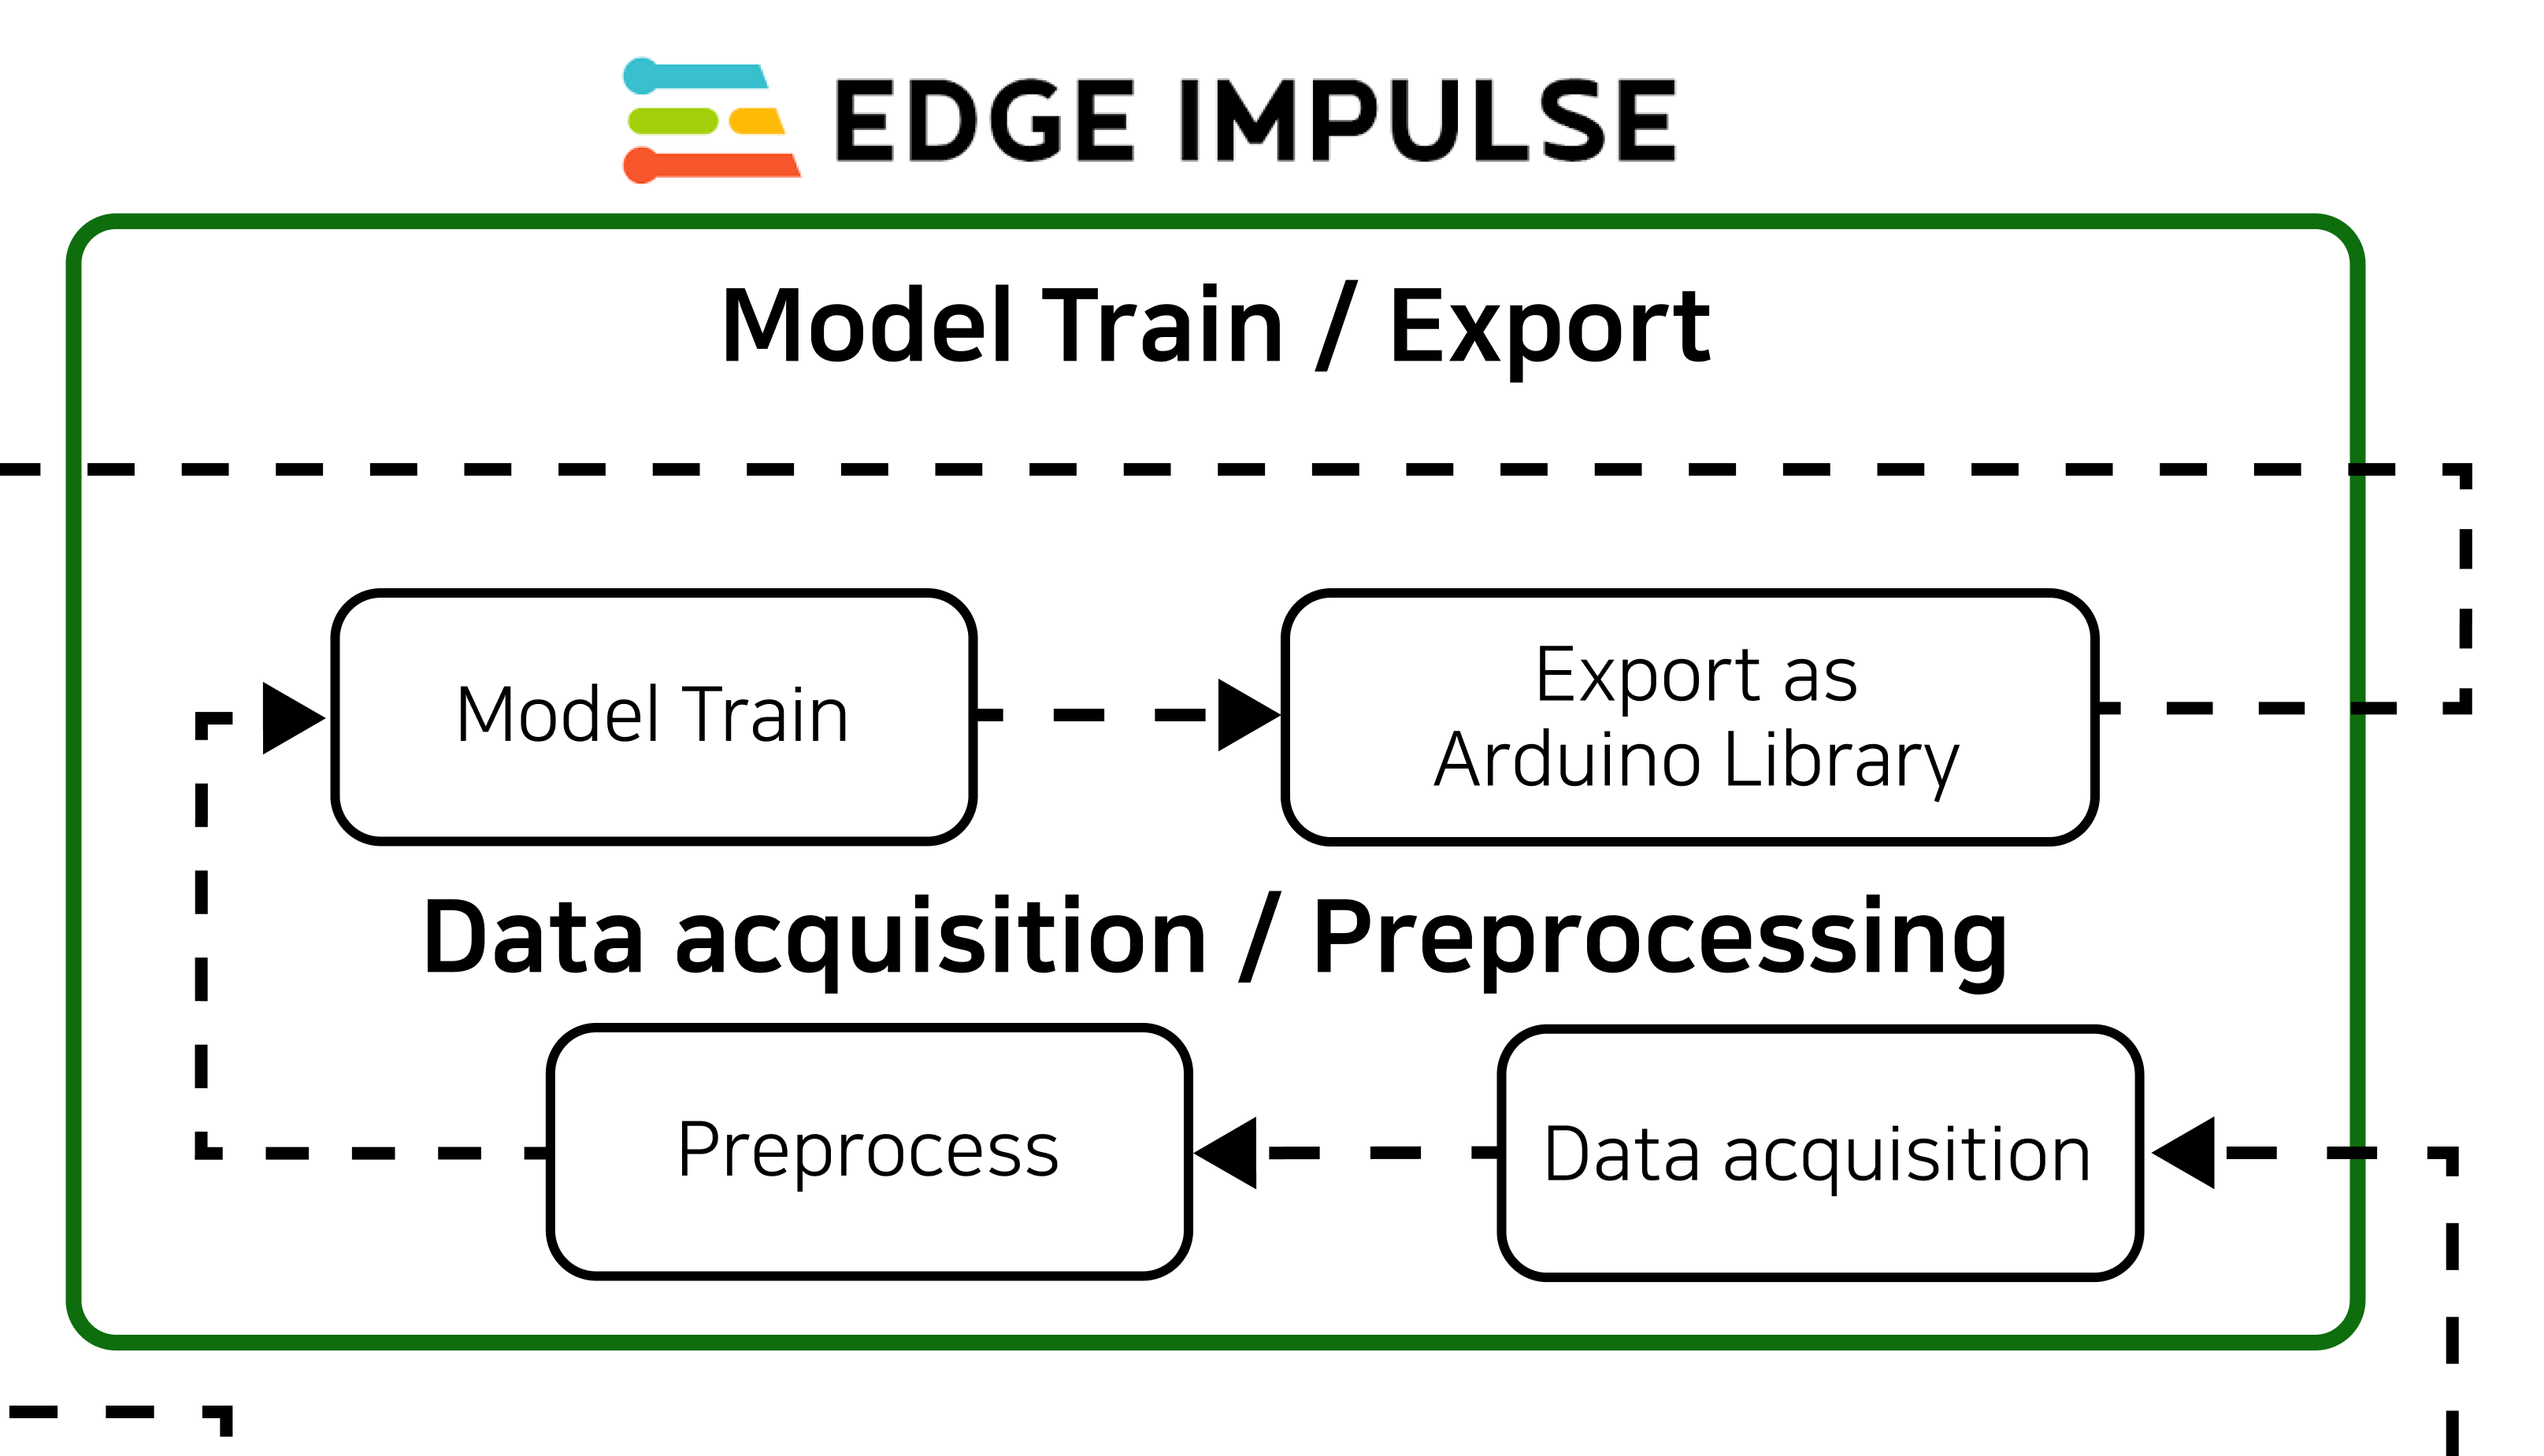 EDGE IMPULSE
Model Train / Export
Model Train
Export as
Arduino Library
Data acquisition / Preprocessing
Preprocess
Data acquisition